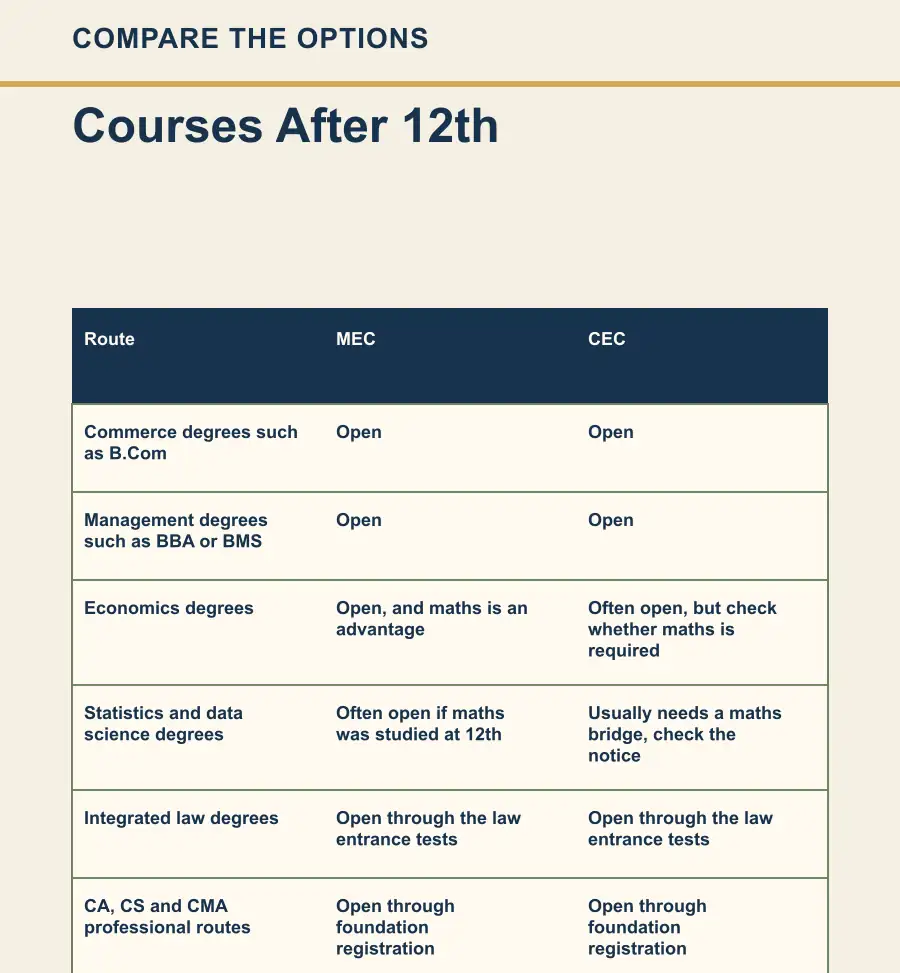 COMPARE THE OPTIONS
Courses After 12th
Route MEC CEC
Commerce degrees such as B.Com Open Open
Management degrees such as BBA or BMS Open Open
Economics degrees Open, and maths is an advantage Often open, but check whether maths is required
Statistics and data science degrees Often open if maths was studied at 12th Usually needs a maths bridge, check the notice
Integrated law degrees Open through the law entrance tests Open through the law entrance tests
CA, CS and CMA professional routes Open through foundation registration Open through foundation registration